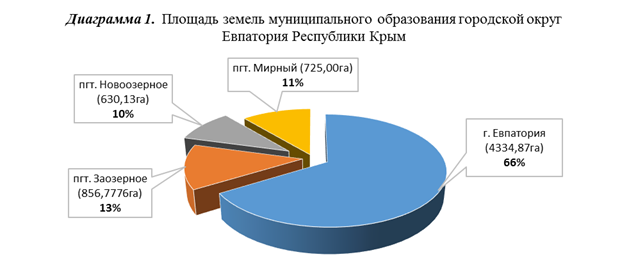 Диаграмма 1. Площадь земель муниципального образования городской округ
Евпатория Республики Крым
пгт. Мирный (725,00га)
11%
пгт. Новоозерное
(630,13га)
10%
г. Евпатория
(4334,87га)
66%
пгт. Заозерное
(856,7776га)
13%